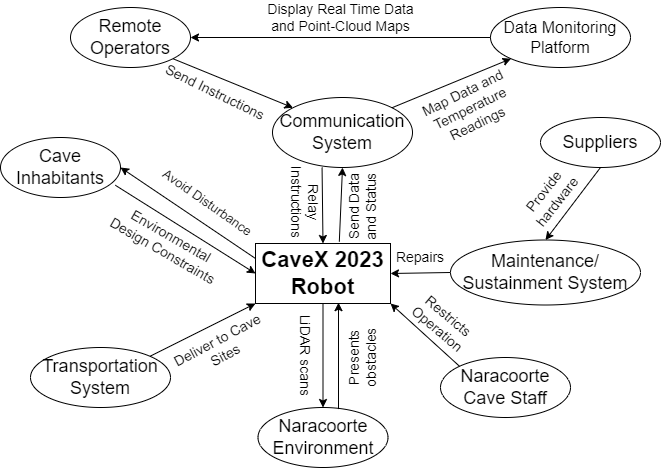 Display Real Time Data
and Point-Cloud Maps
Remote
Operators
Data Monitoring
Platform
Send Instructions
Map Data and
Temperature
Readings
Communication
System
Suppliers
Cave
Inhabitants
Avoid Disturbance
Environmental
Design Constraints
Relay
Instructions
Send Data
and Status
Provide
hardware
CaveX 2023
Robot
Repairs
Maintenance/
Sustainment System
Restricts
Operation
Deliver to Cave
Sites
LIDAR scans
Presents
obstacles
Transportation
System
Naracoorte
Cave Staff
Naracoorte
Environment